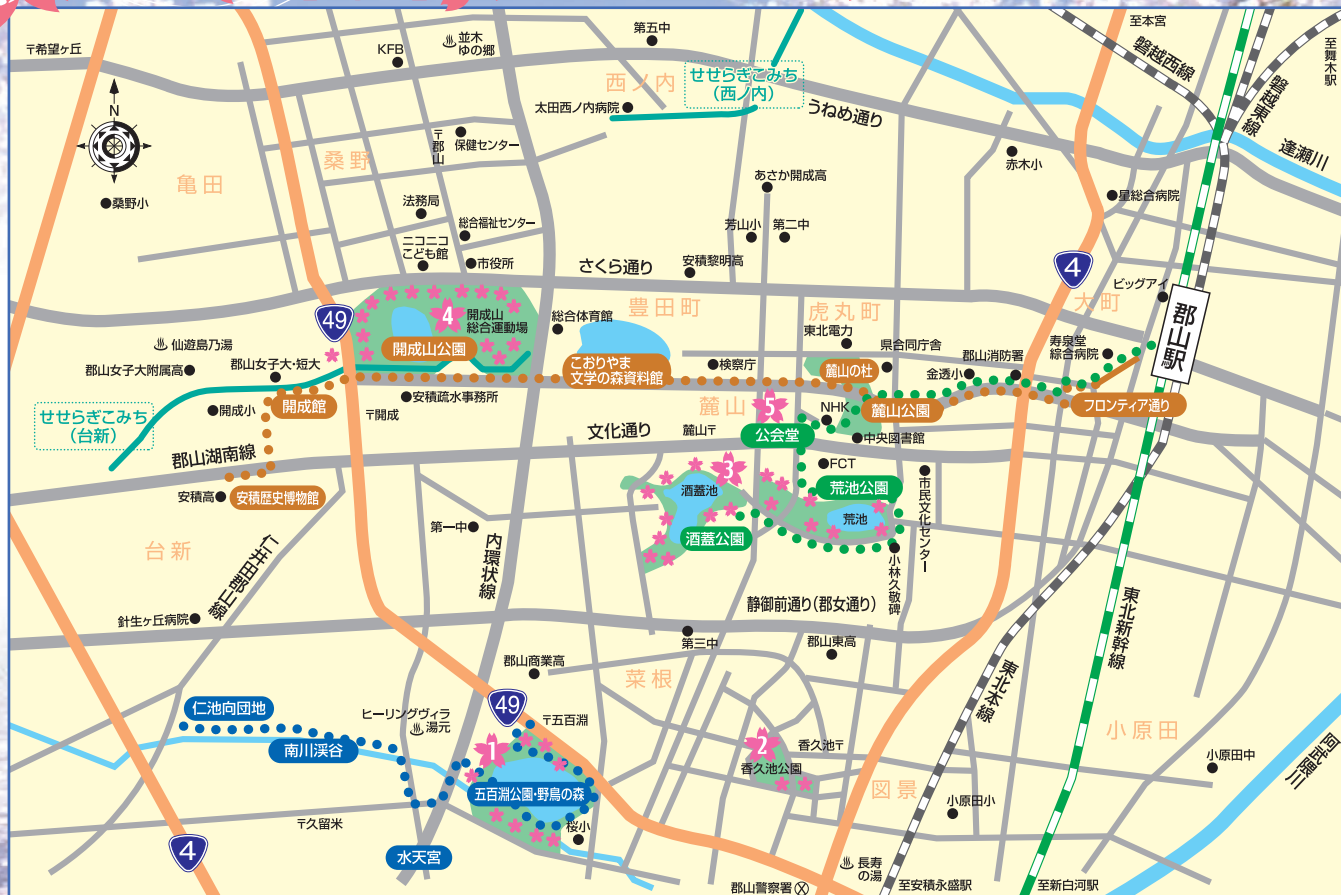 至本宮
磐越西線
至舞木駅
磐越東線
逢瀬川
〒希望ヶ丘
KFB
並木
ゆの郷
第五中
西ノ内
せせらぎこみち
(西ノ内)
太田西ノ内病院
うねめ通り
N
〒郡山
保健センター
桑野
亀田
桑野小
赤木小
あさか開成高
星総合病院
法務局
総合福祉センター
芳山小
第二中
ニコニコ
こども館
市役所
さくら通り
安積黎明高
4
大町
ビッグアイ
郡山駅
49
4
開成山
総合運動場
開成山公園
総合体育館
豊田町
虎丸町
東北電力
県合同庁舎
郡山消防署
寿泉堂
綜合病院
仙遊島乃湯
郡山女子大附属高
郡山女子大・短大
こおりやま
文学の森資料館
検察庁
麓山の杜
金透小
フロンティア通り
せせらぎこみち
(台新)
開成小
開成館
〒開成
安積疏水事務所
麓山
5
NHK
麓山公園
文化通り
麓山〒
公会堂
中央図書館
郡山湖南線
安積高
安積歴史博物館
3
酒蓋池
FCT
荒池公園
荒池
市民文化センター
第一中
酒蓋公園
台新
仁井田郡山線
内環状線
小林久敬碑
静御前通り(郡女通り)
東北新幹線
針生ヶ丘病院
第三中
郡山東高
郡山商業高
菜根
東北本線
49
仁池向団地
南川渓谷
ヒーリングヴィラ
湯元
〒五百淵
1
2
香久池〒
香久池公園
小原田
阿武隈川
小原田中
五百淵公園・野鳥の森
図景
小原田小
〒久留米
桜小
4
水天宮
長寿
の湯
郡山警察署
至安積永盛駅
至新白河駅